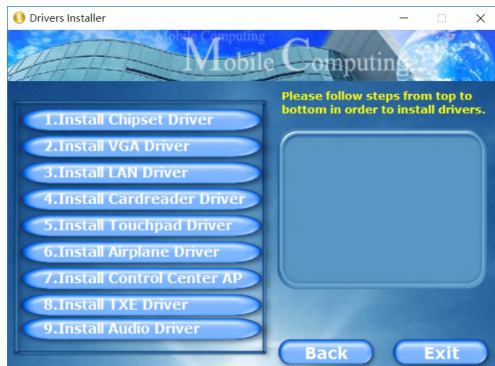 Drivers Installer
Mobile Computing
Mobile Computing
Please follow steps from top to
bottom in order to install drivers.
1.Install Chipset Driver
2.Install VGA Driver
3.Install LAN Driver
4.Install Cardreader Driver
5.Install Touchpad Driver
6.Install Airplane Driver
7.Install Control Center AP
8.Install TXE Driver
9.Install Audio Driver
Back
Exit